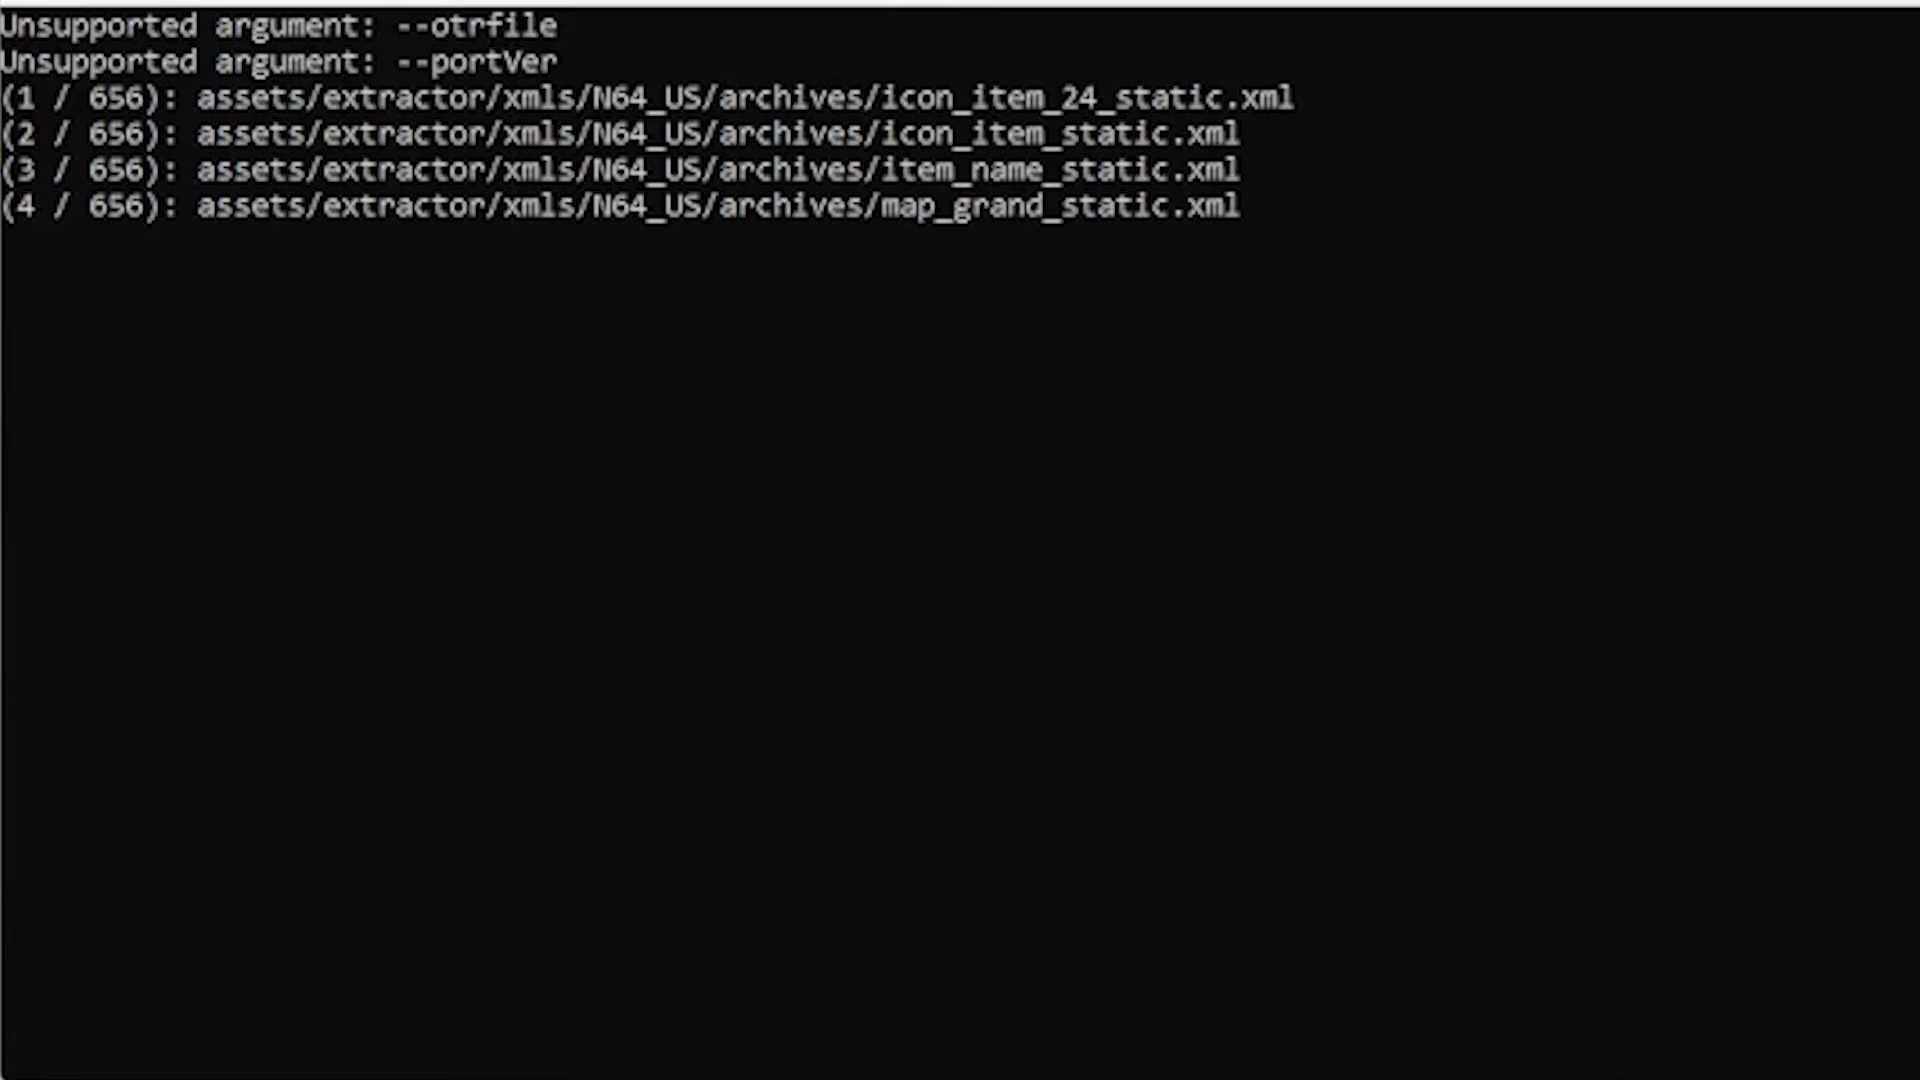 Unsupported argument: --otrfile
Unsupported argument: --portVer
(1 / 656): assets/extractor/xmls/N64_US/archives/icon_item_24_static.xml
(2 / 656): assets/extractor/xmls/N64_US/archives/icon_item_static.xml
(3 / 656): assets/extractor/xmls/N64_US/archives/item_name_static.xml
(4 / 656): assets/extractor/xmls/N64_US/archives/map_grand_static.xml